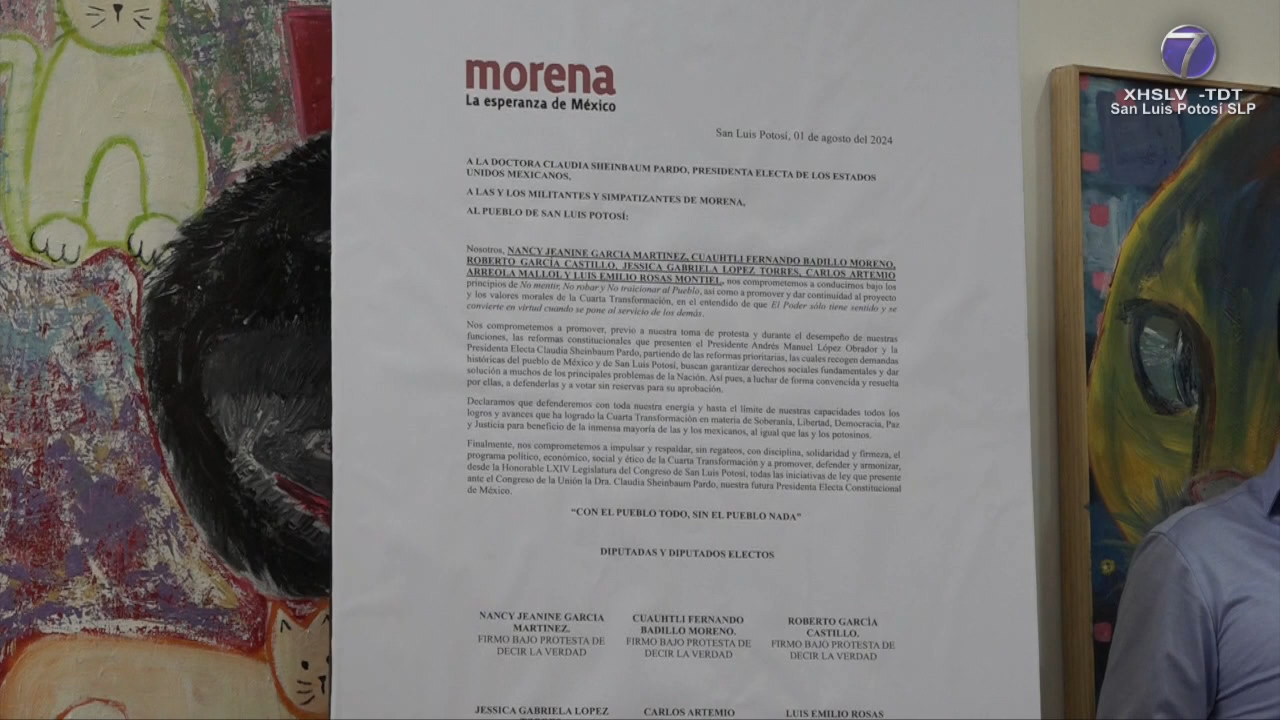 7
XHSLV -TDT
San Luis Potosí SLP
morena
La esperanza de México
San Luis Potosí, 01 de agosto del 2024
A LA DOCTORA CLAUDIA SHEINBAUM PARDO, PRESIDENTA ELECTA DE LOS ESTADOS
UNIDOS MEXICANOS,
A LAS Y LOS MILITANTES Y SIMPATIZANTES DE MORENA,
AL PUEBLO DE SAN LUIS POTOSÍ:
Nosotros, NANCY JEANINE GARCIA MARTINEZ, CUAUHTLI FERNANDO BADILLO MORENO,
ROBERTO GARCÍA CASTILLO, JESSICA GABRIELA LOPEZ TORRES, CARLOS ARTEMIO
ARREOLA MALLOL Y LUIS EMILIO ROSAS MONTIEL, nos comprometemos a conducirnos bajo los
principios de No mentir, No robar y No traicionar al Pueblo, así como a promover y dar continuidad al proyecto
y los valores morales de la Cuarta Transformación, en el entendido de que El Poder sólo tiene sentido y se
convierte en virtud cuando se pone al servicio de los demás.
Nos comprometemos a promover, previo a nuestra toma de protesta y durante el desempeño de nuestras
funciones, las reformas constitucionales que presenten el Presidente Andrés Manuel López Obrador y la
Presidenta Electa Claudia Sheinbaum Pardo, partiendo de las reformas prioritarias, las cuales recogen demandas
históricas del pueblo de México y de San Luis Potosí, buscan garantizar derechos sociales fundamentales y dar
solución a muchos de los principales problemas de la Nación. Así pues, a luchar de forma convencida y resuelta
por ellas, a defenderlas y a votar sin reservas para su aprobación.
Declaramos que defenderemos con toda nuestra energía y hasta el límite de nuestras capacidades todos los
logros y avances que ha logrado la Cuarta Transformación en materia de Soberanía, Libertad, Democracia, Paz
y Justicia para beneficio de la inmensa mayoría de las y los mexicanos, al igual que las y los potosinos.
Finalmente, nos comprometemos a impulsar y respaldar, sin regateos, con disciplina, solidaridad y firmeza, el
programa político, económico, social y ético de la Cuarta Transformación y a promover, defender y armonizar,
desde la Honorable LXIV Legislatura del Congreso de San Luis Potosí, todas las iniciativas de ley que presente
ante el Congreso de la Unión la Dra. Claudia Sheinbaum Pardo, nuestra futura Presidenta Electa Constitucional
de México.
"CON EL PUEBLO TODO, SIN EL PUEBLO NADA"
DIPUTADAS Y DIPUTADOS ELECTOS
NANCY JEANINE GARCIA
MARTINEZ.
FIRMO BAJO PROTESTA DE
DECIR LA VERDAD
CUAUHTLI FERNANDO
BADILLO MORENO.
FIRMO BAJO PROTESTA DE
DECIR LA VERDAD
ROBERTO GARCÍA
CASTILLO.
FIRMO BAJO PROTESTA DE
DECIR LA VERDAD
JESSICA GABRIELA LOPEZ
CARLOS ARTEMIO
LUIS EMILIO ROSAS